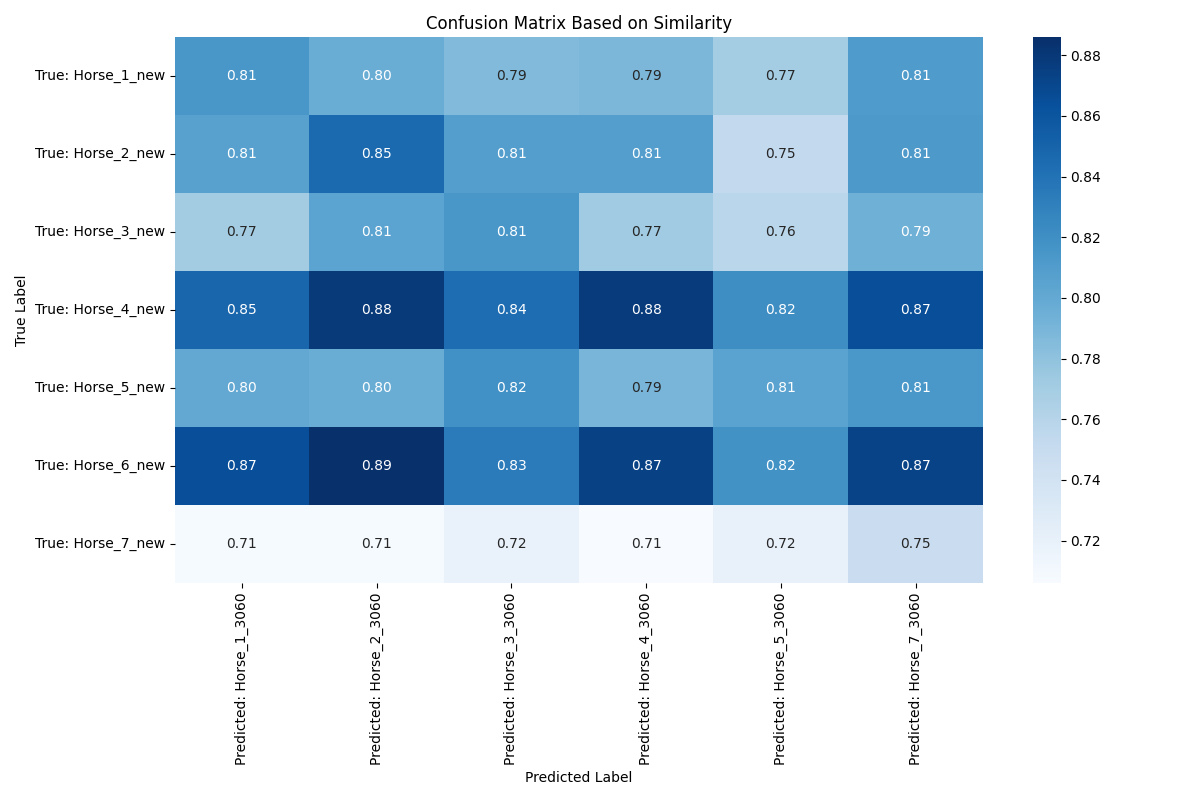 Confusion Matrix Based on Similarity
True: Horse_1_new 0.81 0.80 0.79 0.79 0.77 0.81
True: Horse_2_new 0.81 0.85 0.81 0.81 0.75 0.81
True: Horse_3_new 0.77 0.81 0.81 0.77 0.76 0.79
True: Horse_4_new 0.85 0.88 0.84 0.88 0.82 0.87
True: Horse_5_new 0.80 0.80 0.82 0.79 0.81 0.81
True: Horse_6_new 0.87 0.89 0.83 0.87 0.82 0.87
True: Horse_7_new 0.71 0.71 0.72 0.71 0.72 0.75
True Label
Predicted: Horse_1_3060
Predicted: Horse_2_3060
Predicted: Horse_3_3060
Predicted: Horse_4_3060
Predicted: Horse_5_3060
Predicted: Horse_7_3060
Predicted Label
0.88
0.86
0.84
0.82
0.80
0.78
0.76
0.74
0.72